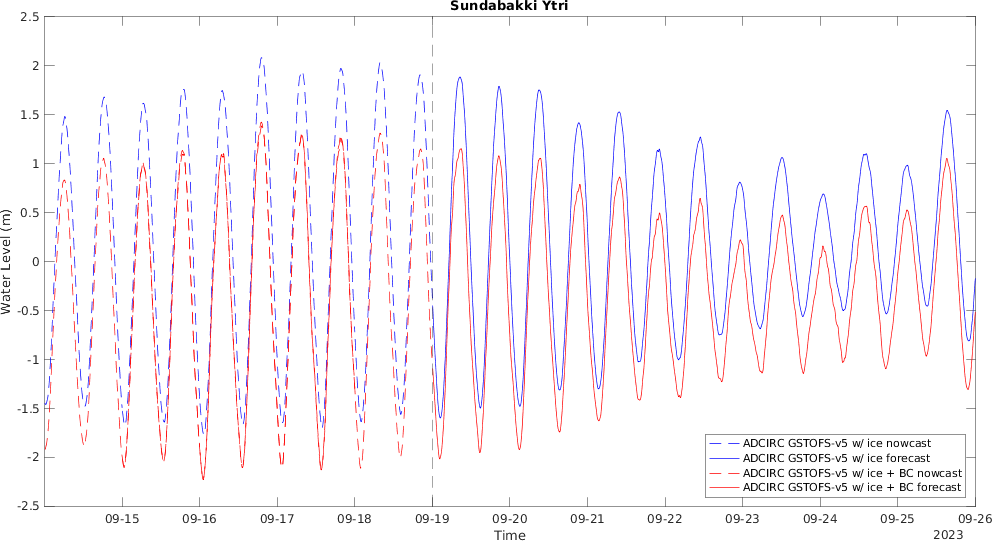 Sundabakki Ytri
2.5
2
1.5
1
0.5
0
-0.5
-1
-1.5
-2
-2.5
Water Level (m)
ADCIRC GSTOFS-v5 w/ ice nowcast
ADCIRC GSTOFS-v5 w/ ice forecast
ADCIRC GSTOFS-v5 w/ ice + BC nowcast
ADCIRC GSTOFS-v5 w/ ice + BC forecast
09-15 09-16 09-17 09-18 09-19 09-20 09-21 09-22 09-23 09-24 09-25 09-26
Time
2023